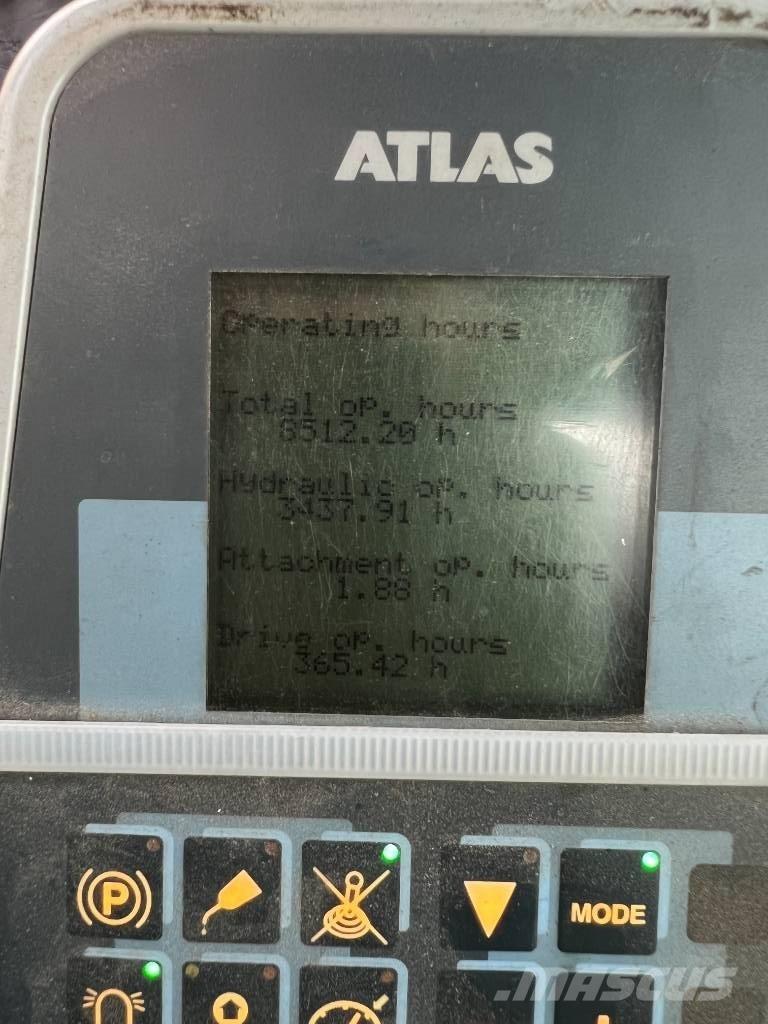 ATLAS
Operating hours
Total op. hours
8512.20 h
Hydraulic op. hours
3437.91 h
Attachment op. hours
1.88 h
Drive op. hours
365.42 h
P
MODE
MASCUS